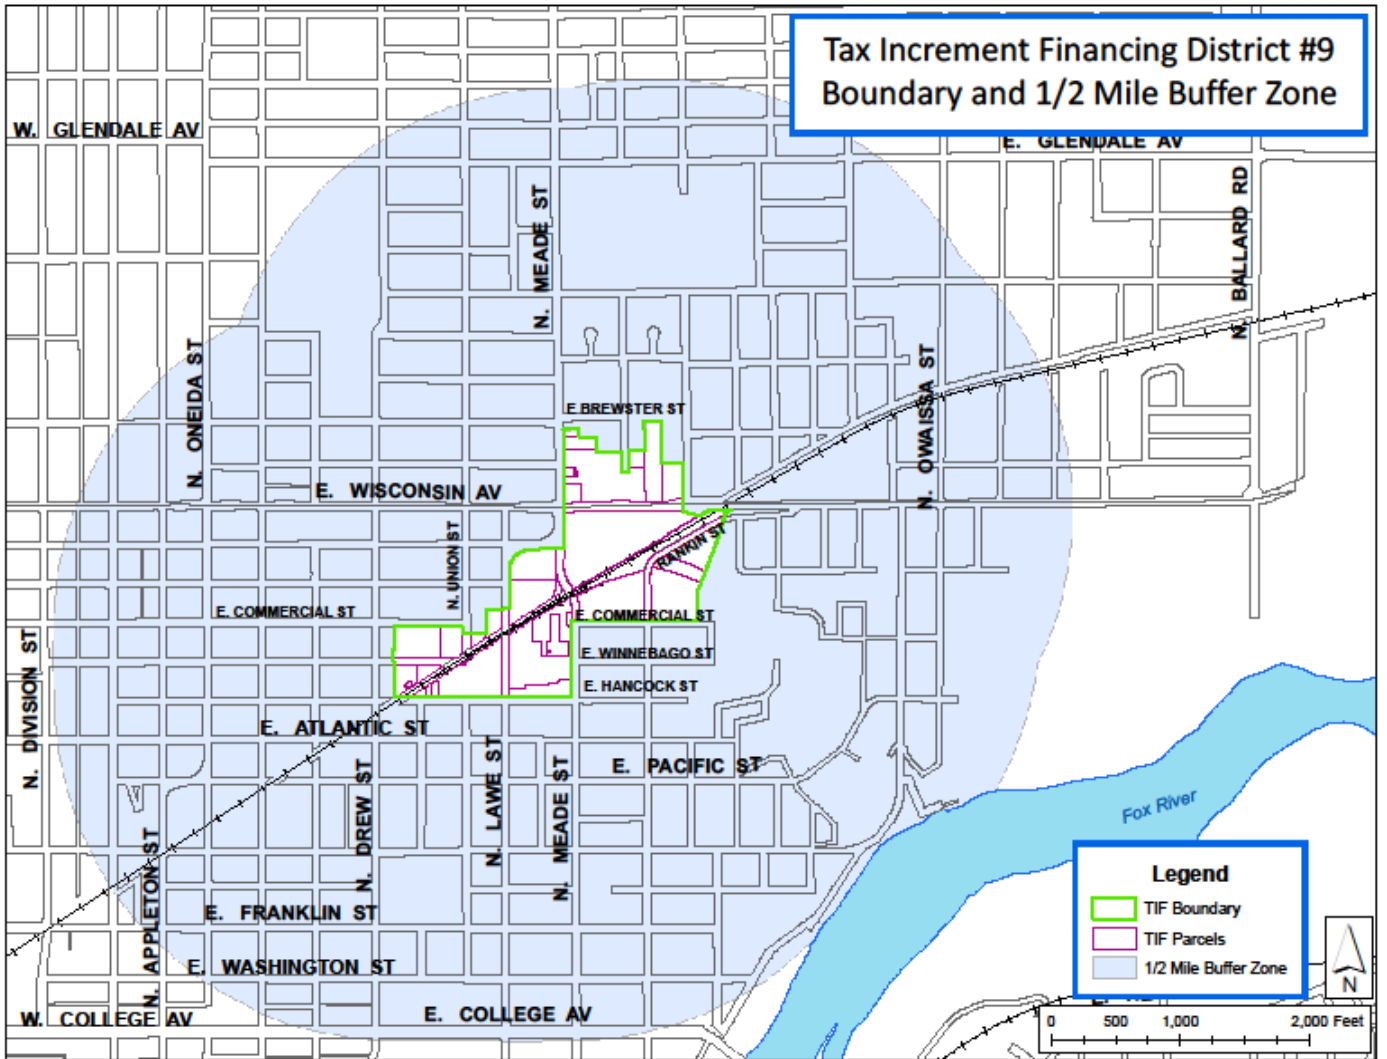 Tax Increment Financing District #9
Boundary and 1/2 Mile Buffer Zone
W. GLENDALE AV
E. GLENDALE AV
N. MEADE ST
N. BALLARD RD
N. ONEIDA ST
N. OWAISSA ST
E.BREWSTER ST
E. WISCONSIN AV
RANKIN ST
N. UNION ST
E. COMMERCIAL ST
E. COMMERCIAL ST
E. WINNEBAGO ST
E. HANCOCK ST
N. DIVISION ST
E. ATLANTIC ST
E. PACIFIC ST
N. DREW ST
N. LAWE ST
N. MEADE ST
Fox River
N. APPLETON ST
E. FRANKLIN ST
E. WASHINGTON ST
W. COLLEGE AV
E. COLLEGE AV
Legend
TIF Boundary
TIF Parcels
1/2 Mile Buffer Zone
N
0 500 1,000 2,000 Feet